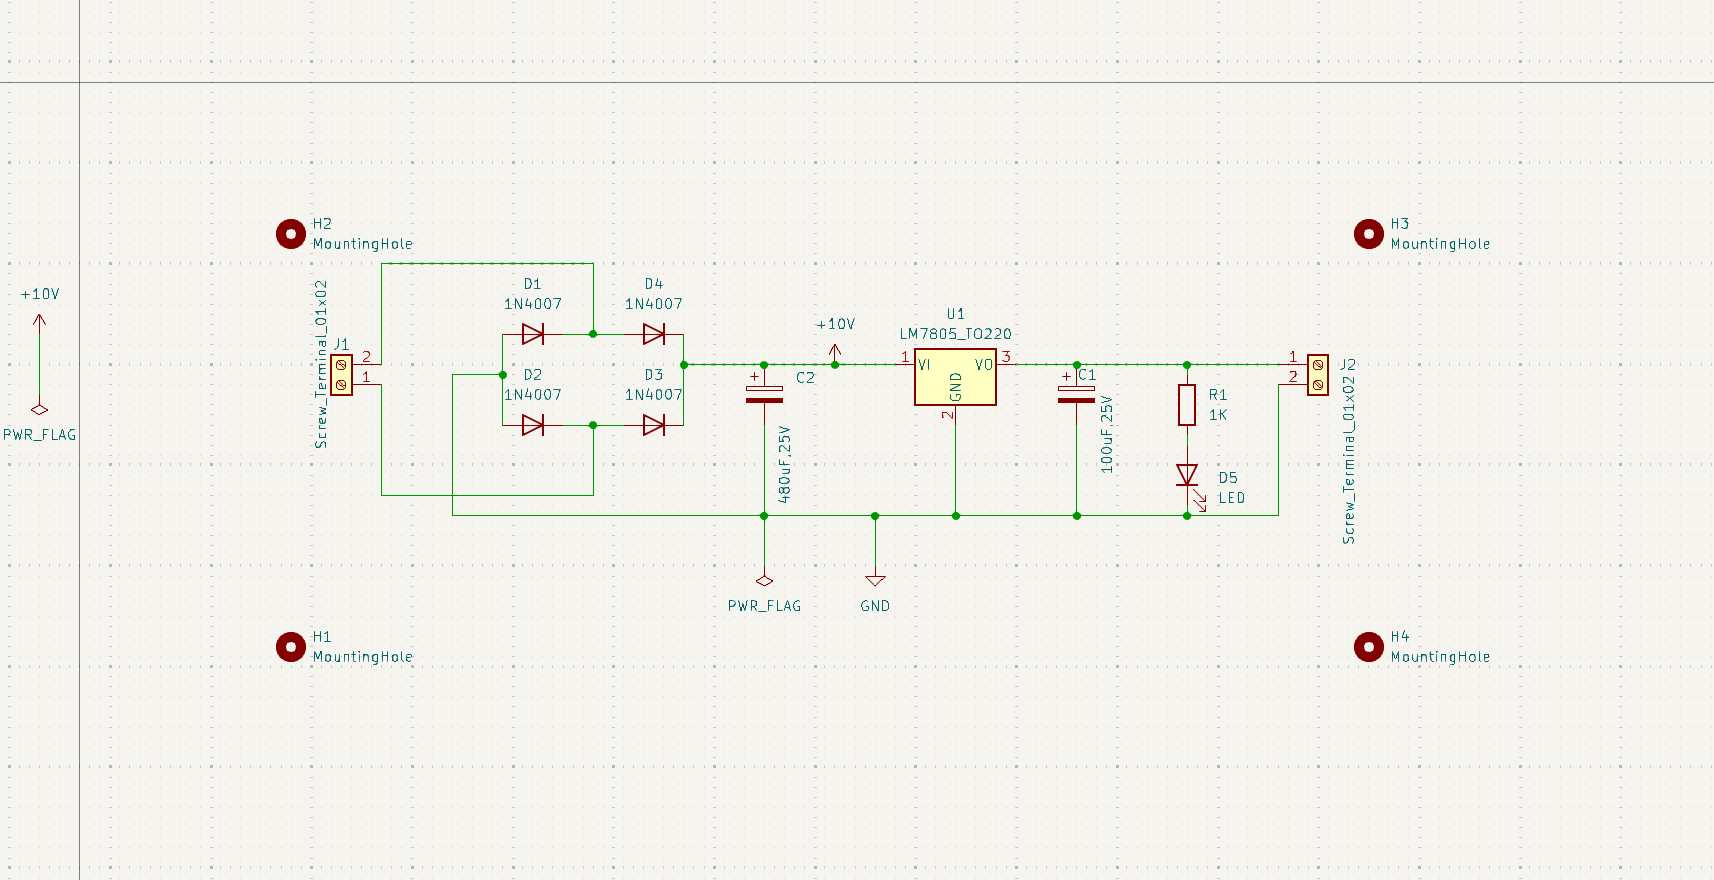 H2
MountingHole
H3
MountingHole
+10V
PWR_FLAG
J1
Screw_Terminal_01x02
2
1
D1
1N4007
D4
1N4007
D2
1N4007
D3
1N4007
+10V
C2
480uF,25V
U1
LM7805_TO220
1
VI
VO
3
GND
2
C1
100uF,25V
R1
1K
D5
LED
1
2
J2
Screw_Terminal_01x02
PWR_FLAG
GND
H1
MountingHole
H4
MountingHole